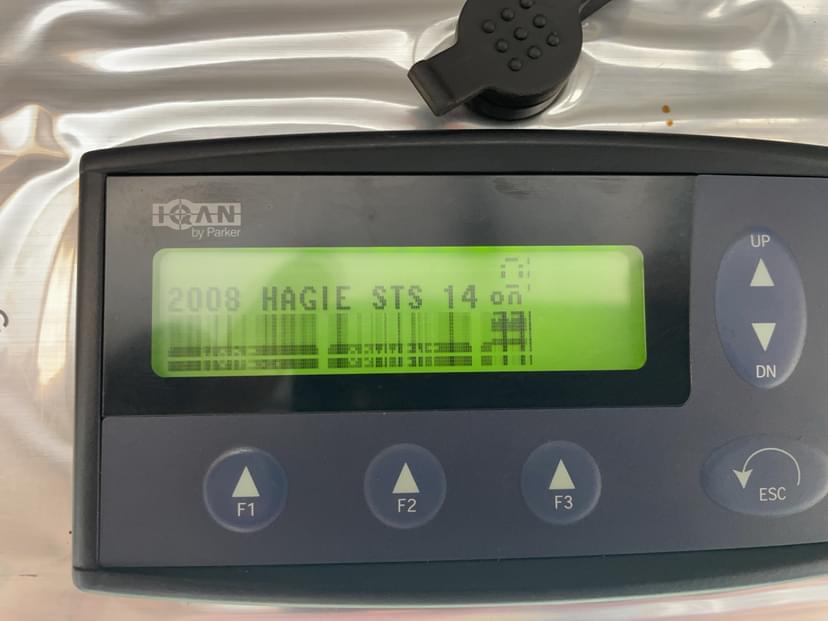 IQAN
by Parker
2008 HAGIE STS 14 on
UP
DN
F1
F2
F3
ESC